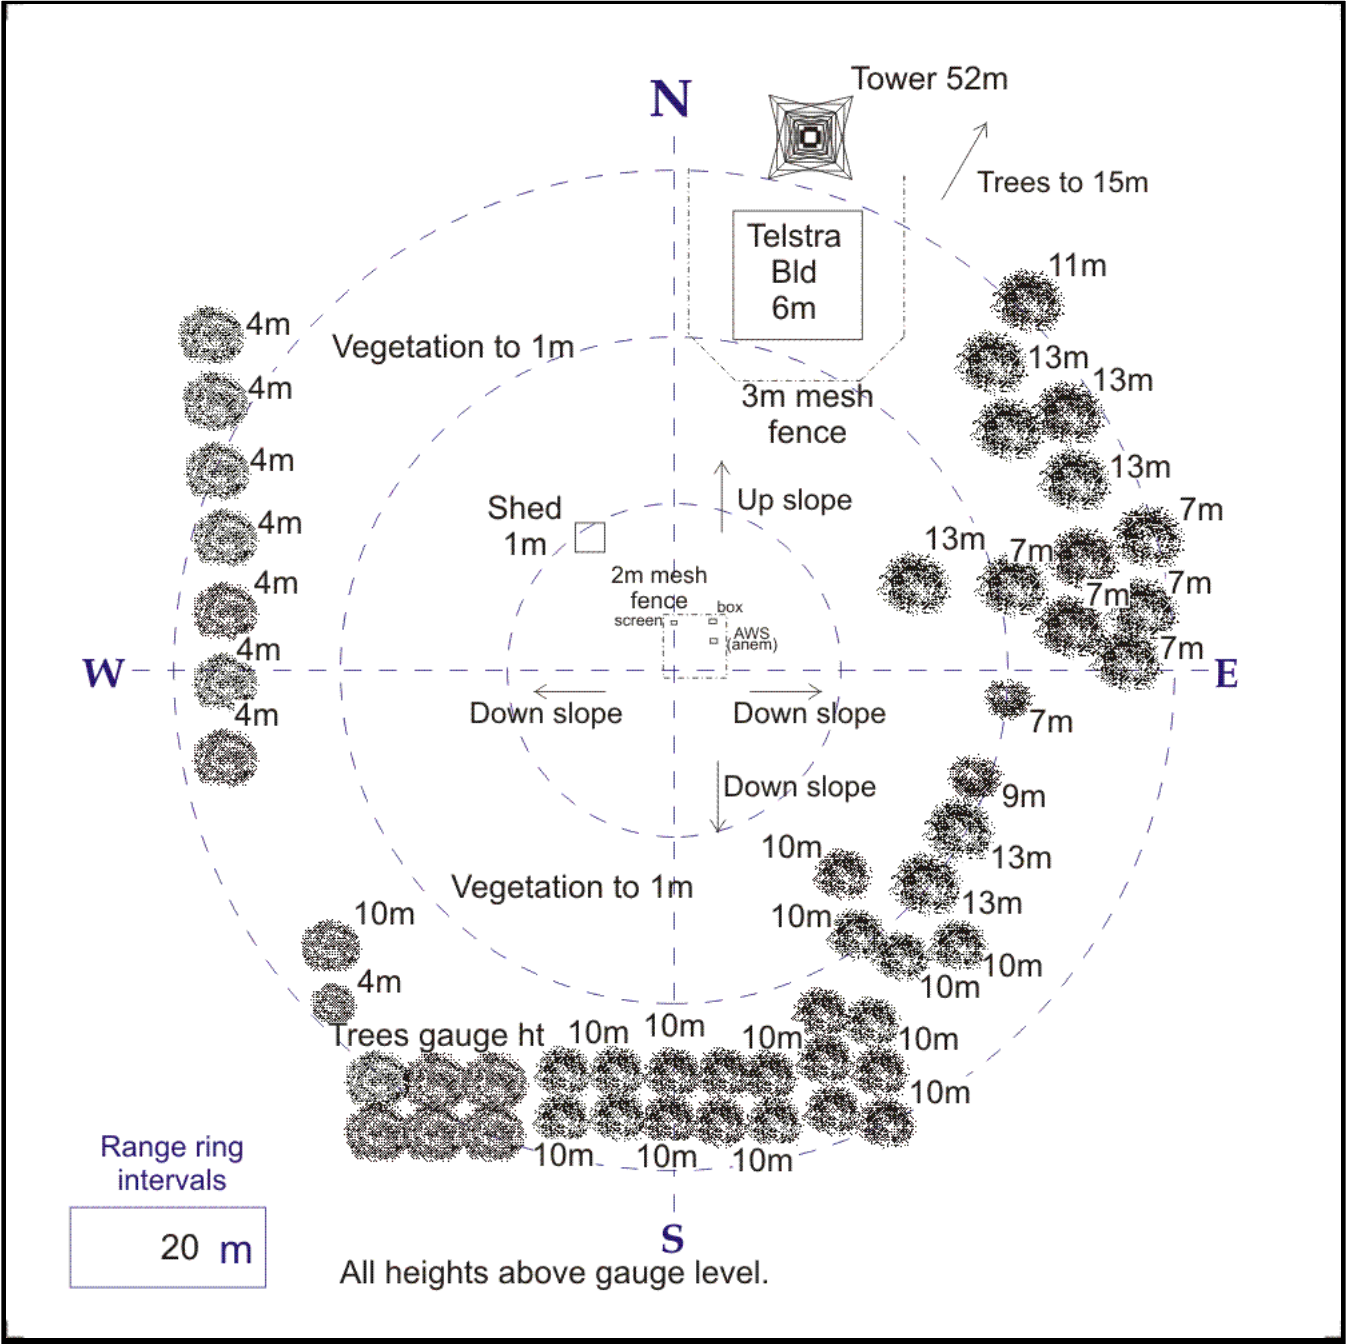 Tower 52m
N
Trees to 15m
Telstra
Bld
6m
11m
4m
Vegetation to 1m
13m
13m
4m
3m mesh
fence
4m
13m
Up slope
Shed
1m
7m
4m
13m
7m
2m mesh
fence
4m
7m
7m
box
screen
AWS
(anem)
4m
7m
W
E
4m
Down slope
Down slope
7m
Down slope
9m
10m
13m
Vegetation to 1m
13m
10m
10m
10m
4m
10m
Trees gauge ht
10m
10m
10m
10m
10m
Range ring
intervals
10m
10m
10m
20 m
S
All heights above gauge level.